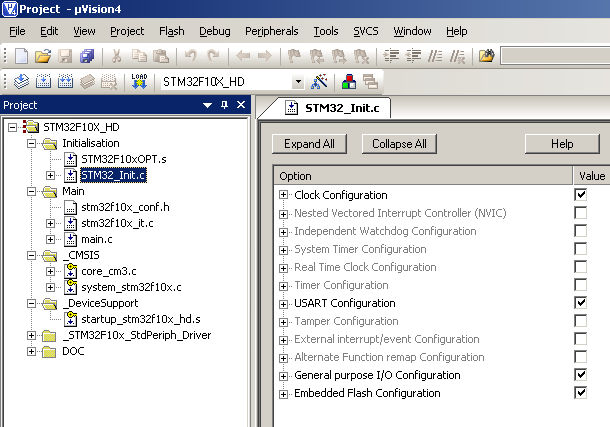 Project - µVision4
File Edit View Project Flash Debug Peripherals Tools SVCS Window Help
LOAD STM32F10X_HD
Project
STM32_Init.c
STM32F10X_HD
Initialisation
STM32F10xOPT.s
STM32_Init.c
Main
stm32f10x_conf.h
stm32f10x_it.c
main.c
_CMSIS
core_cm3.c
system_stm32f10x.c
_DeviceSupport
startup_stm32f10x_hd.s
_STM32F10x_StdPeriph_Driver
DOC
Expand All Collapse All Help
Option Value
Clock Configuration
Nested Vectored Interrupt Controller (NVIC)
Independent Watchdog Configuration
System Timer Configuration
Real Time Clock Configuration
Timer Configuration
USART Configuration
Tamper Configuration
External interrupt/event Configuration
Alternate Function remap Configuration
General purpose I/O Configuration
Embedded Flash Configuration